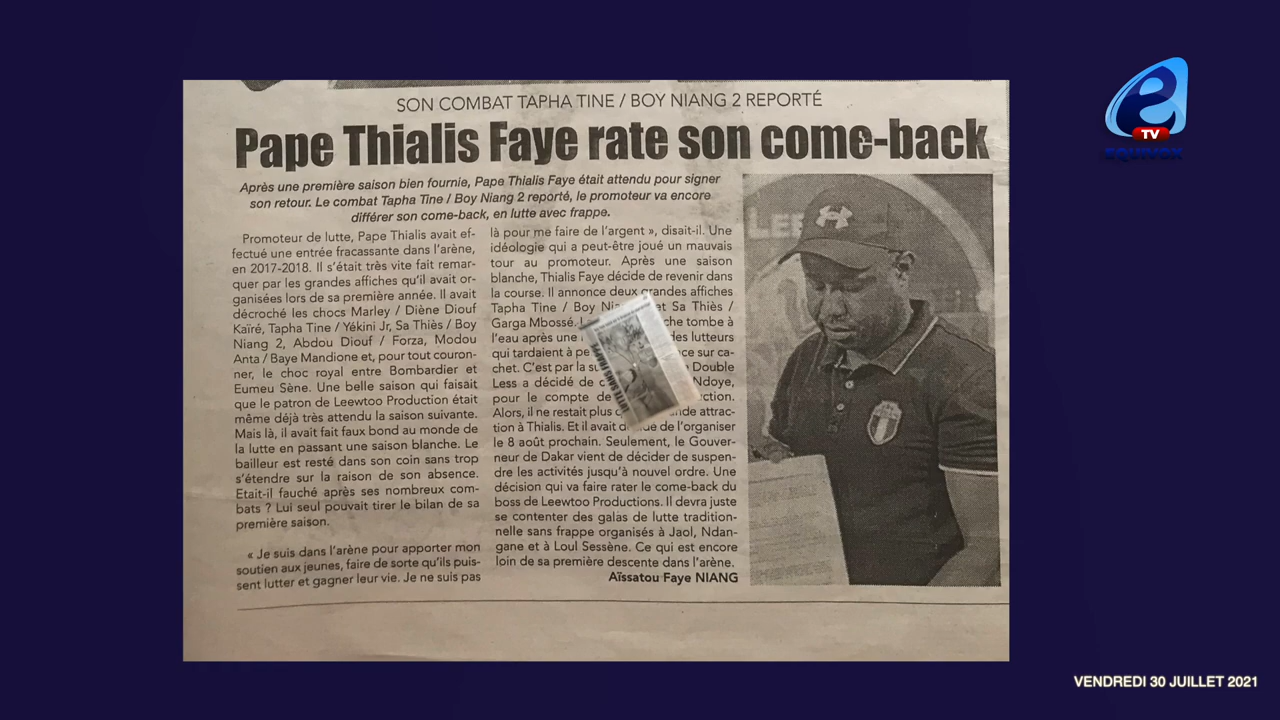 SON COMBAT TAPHA TINE / BOY NIANG 2 REPORTÉ
Pape Thialis Faye rate son come-back
Après une première saison bien fournie, Pape Thialis Faye était attendu pour signer
son retour. Le combat Tapha Tine / Boy Niang 2 reporté, le promoteur va encore
différer son come-back, en lutte avec frappe.
Promoteur de lutte, Pape Thialis avait ef-
fectué une entrée fracassante dans l'arène,
en 2017-2018. Il s'était très vite fait remar-
quer par les grandes affiches qu'il avait or-
ganisées lors de sa première année. Il avait
décroché les chocs Marley / Diène Diouf
Kaïré, Tapha Tine / Yékini Jr, Sa Thiès / Boy
Niang 2, Abdou Diouf / Forza, Modou
Anta / Baye Mandione et, pour tout couron-
ner, le choc royal entre Bombardier et
Eumeu Sène. Une belle saison qui faisait
que le patron de Leewtoo Production était
même déjà très attendu la saison suivante.
Mais là, il avait fait faux bond au monde de
la lutte en passant une saison blanche. Le
bailleur est resté dans son coin sans trop
s'étendre sur la raison de son absence.
Etait-il fauché après ses nombreux com-
bats ? Lui seul pouvait tirer le bilan de sa
première saison.
« Je suis dans l'arène pour apporter mon
soutien aux jeunes, faire de sorte qu'ils puis-
sent lutter et gagner leur vie. Je ne suis pas
là pour me faire de l'argent », disait-il. Une
idéologie qui a peut-être joué un mauvais
tour au promoteur. Après une saison
blanche, Thialis Faye décide de revenir dans
la course. Il annonce deux grandes affiches
Tapha Tine / Boy et Sa Thiès /
Garga Mbossé. tombe à
l'eau après une des lutteurs
qui tardaient à sur ca-
chet. C'est par la Double
Less a décidé de Ndoye,
pour le compte de
Alors, il ne restait plus attrac-
tion à Thialis. Et il avait de l'organiser
le 8 août prochain. Seulement, le Gouver-
neur de Dakar vient de décider de suspen-
dre les activités jusqu'à nouvel ordre. Une
décision qui va faire rater le come-back du
boss de Leewtoo Productions. Il devra juste
se contenter des galas de lutte tradition-
nelle sans frappe organisés à Jaol, Ndan-
gane et à Loul Sessène. Ce qui est encore
loin de sa première descente dans l'arène.
Aïssatou Faye NIANG
LUTTE SANS FRAPPE
e
TV
EQUIVOX
VENDREDI 30 JUILLET 2021